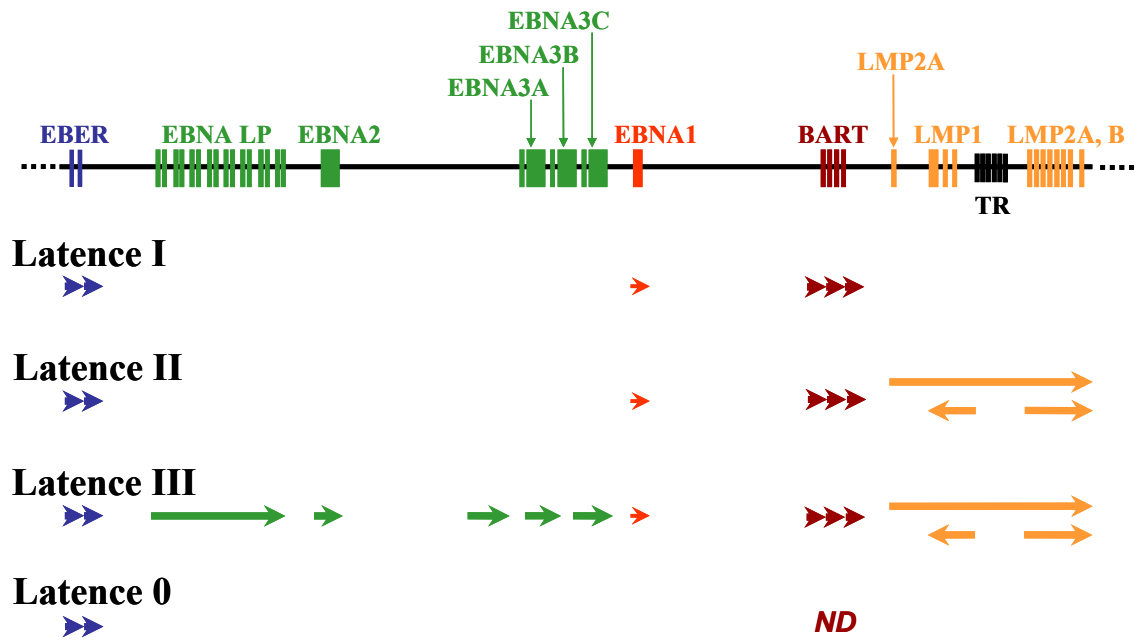 EBNA3C
EBNA3B
LMP2A
EBNA3A
EBER EBNA LP EBNA2 EBNA1 BART LMP1 LMP2A, B
TR
Latence I
Latence II
Latence III
Latence 0
ND